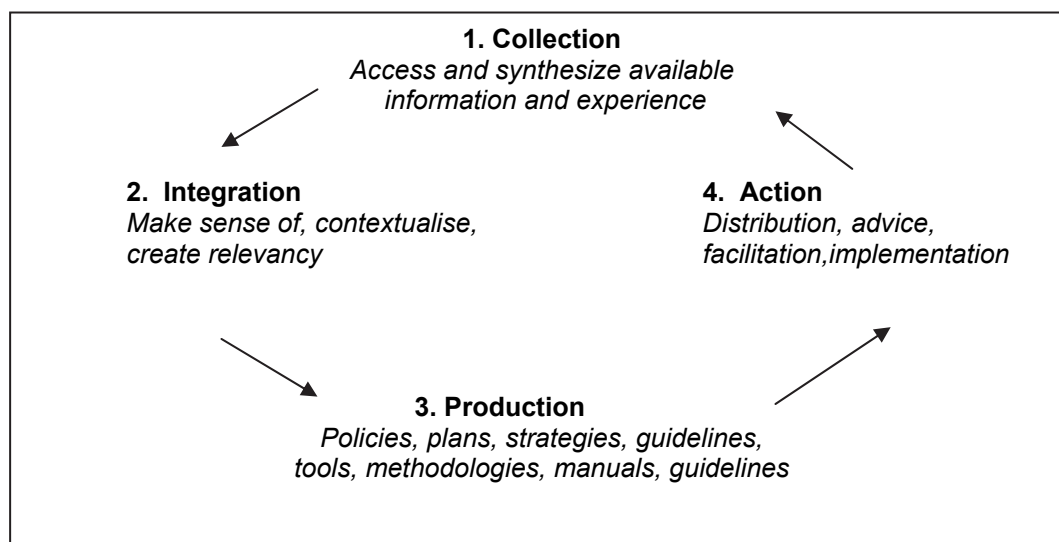 1. Collection
Access and synthesize available
information and experience
2. Integration
Make sense of, contextualise,
create relevancy
4. Action
Distribution, advice,
facilitation,implementation
3. Production
Policies, plans, strategies, guidelines,
tools, methodologies, manuals, guidelines